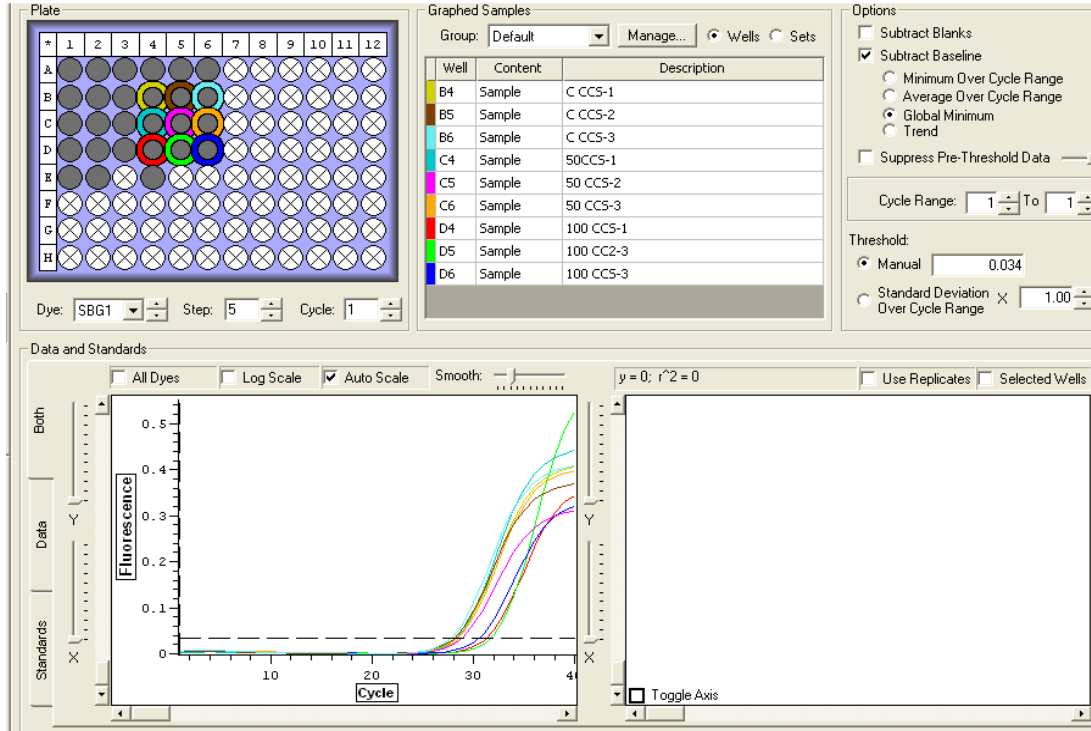 Plate
* 1 2 3 4 5 6 7 8 9 10 11 12
A
B
C
D
E
F
G
H
Dye: SBG1 Step: 5 Cycle: 1
Graphed Samples
Group: Default Manage... Wells Sets
Well Content Description
B4 Sample C CCS-1
B5 Sample C CCS-2
B6 Sample C CCS-3
C4 Sample 50CCS-1
C5 Sample 50 CCS-2
C6 Sample 50 CCS-3
D4 Sample 100 CCS-1
D5 Sample 100 CC2-3
D6 Sample 100 CCS-3
Options
Subtract Blanks
Subtract Baseline
Minimum Over Cycle Range
Average Over Cycle Range
Global Minimum
Trend
Suppress Pre-Threshold Data
Cycle Range: 1 To 1
Threshold:
Manual 0.034
Standard Deviation X 1.00
Over Cycle Range
Data and Standards
Both
Data
Standards
All Dyes Log Scale Auto Scale Smooth:
Y
X
Fluorescence
0.5
0.4
0.3
0.2
0.1
0
10 20 30 4
Cycle
y = 0; r^2 = 0 Use Replicates Selected Wells
Y
X
Toggle Axis